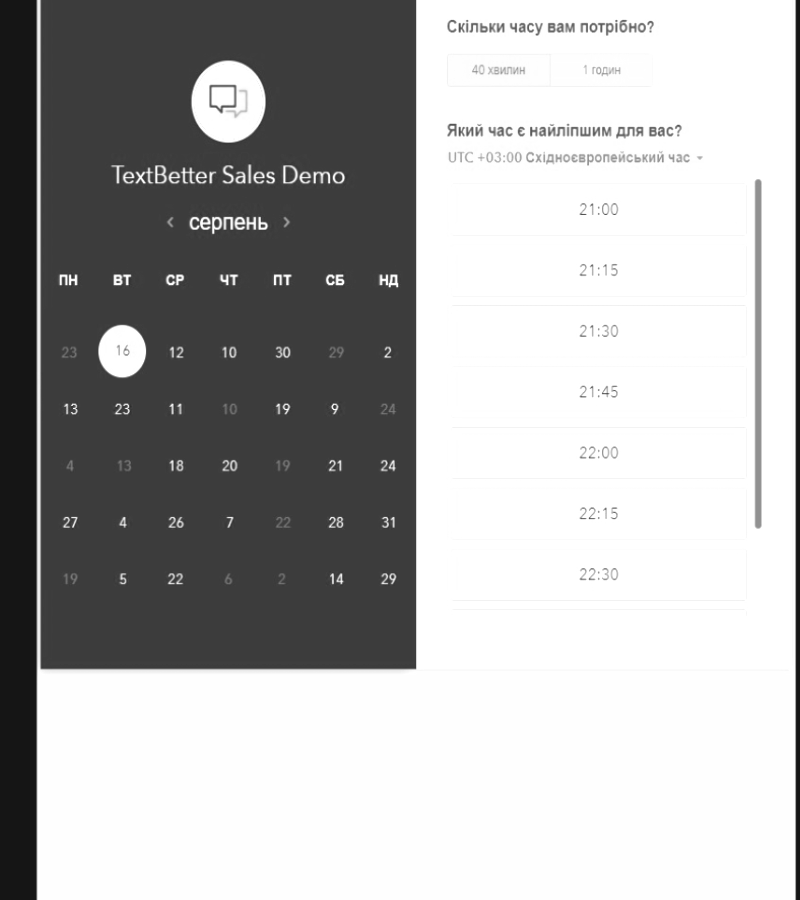 TextBetter Sales Demo
серпень
ПН ВТ СР ЧТ ПТ СБ НД
23 16 12 10 30 29 2
13 23 11 10 19 9 24
4 13 18 20 19 21 24
27 4 26 7 22 28 31
19 5 22 6 2 14 29
Скільки часу вам потрібно?
40 хвилин 1 годин
Який час є найліпшим для вас?
UTC +03:00 Східноєвропейський час
21:00
21:15
21:30
21:45
22:00
22:15
22:30